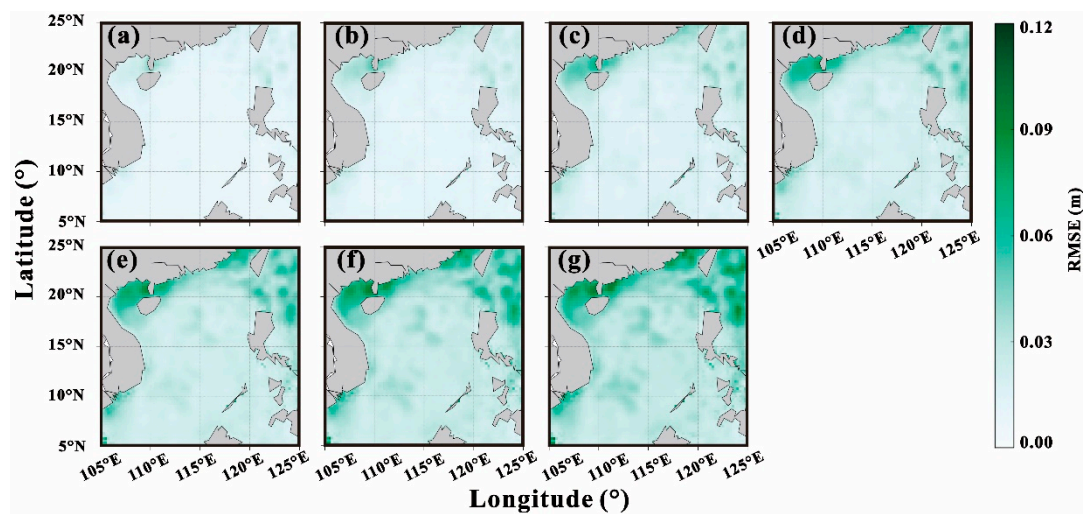 (a) (b) (c) (d)
25°N
20°N
15°N
10°N
5°N
105°E 110°E 115°E 120°E 125°E
(e) (f) (g)
25°N
20°N
15°N
10°N
5°N
105°E 110°E 115°E 120°E 125°E 105°E 110°E 115°E 120°E 125°E 105°E 110°E 115°E 120°E 125°E
Latitude (°)
Longitude (°)
0.12
0.09
0.06
0.03
0.00
RMSE (m)